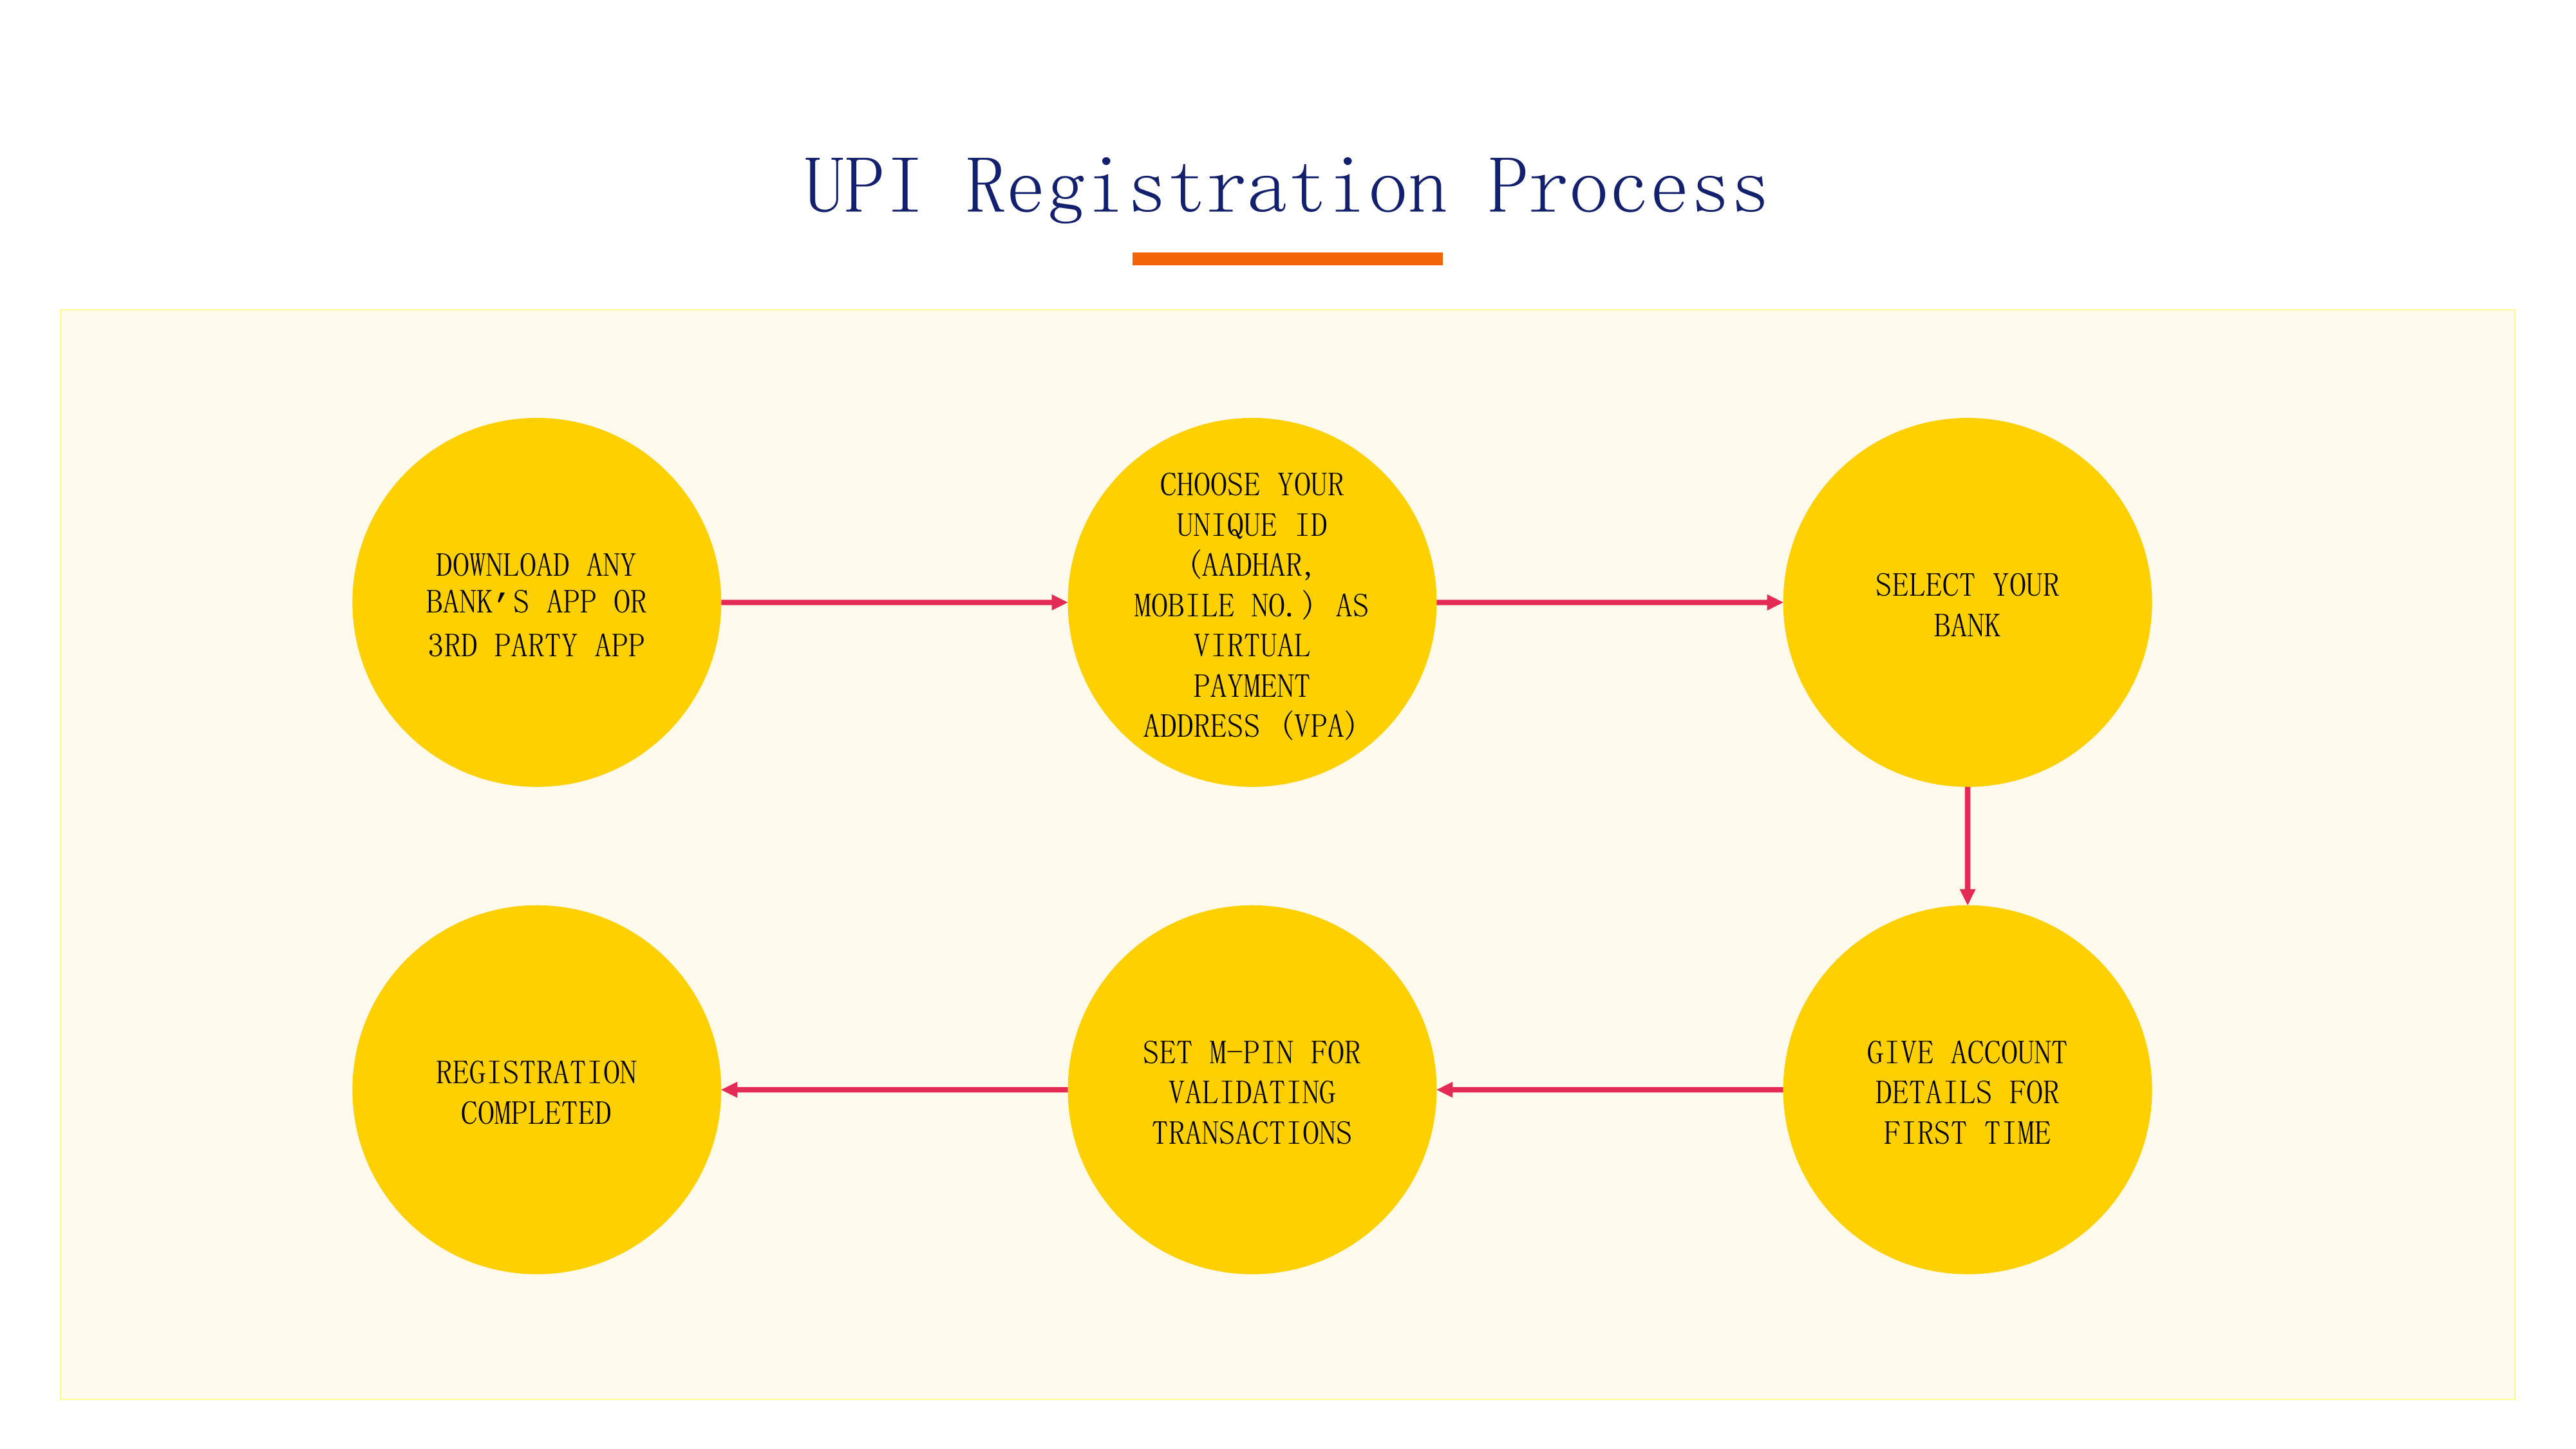 UPI Registration Process
DOWNLOAD ANY
BANK'S APP OR
3RD PARTY APP
CHOOSE YOUR
UNIQUE ID
(AADHAR,
MOBILE NO.) AS
VIRTUAL
PAYMENT
ADDRESS (VPA)
SELECT YOUR
BANK
GIVE ACCOUNT
DETAILS FOR
FIRST TIME
SET M-PIN FOR
VALIDATING
TRANSACTIONS
REGISTRATION
COMPLETED